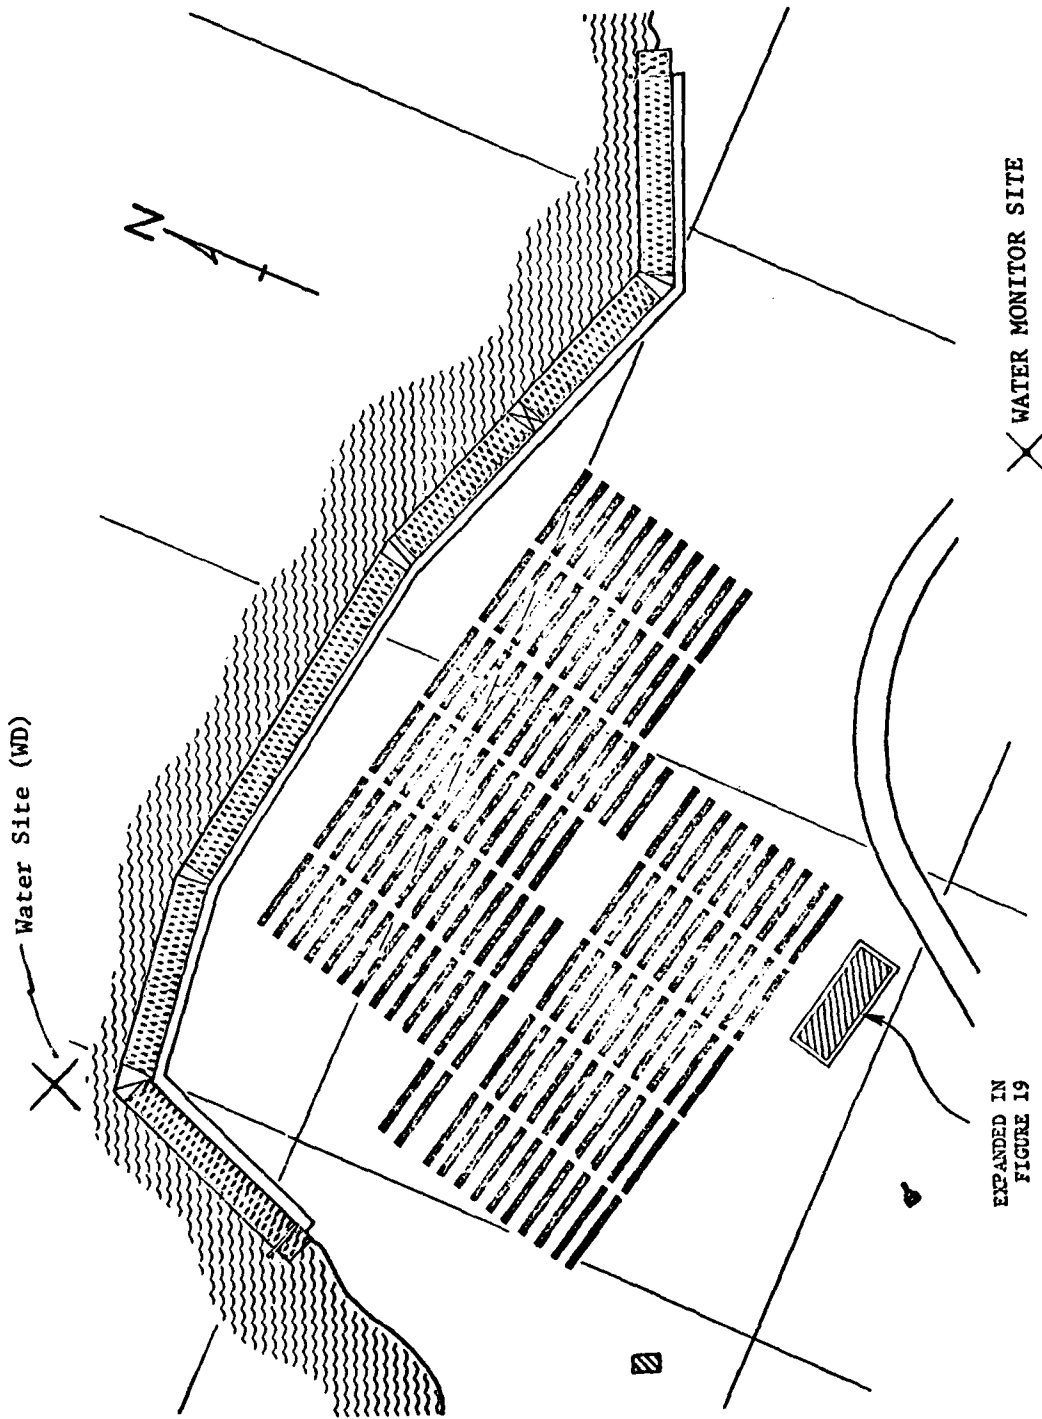 Water Site (WD)
N
WATER MONITOR SITE
EXPANDED IN
FIGURE 19